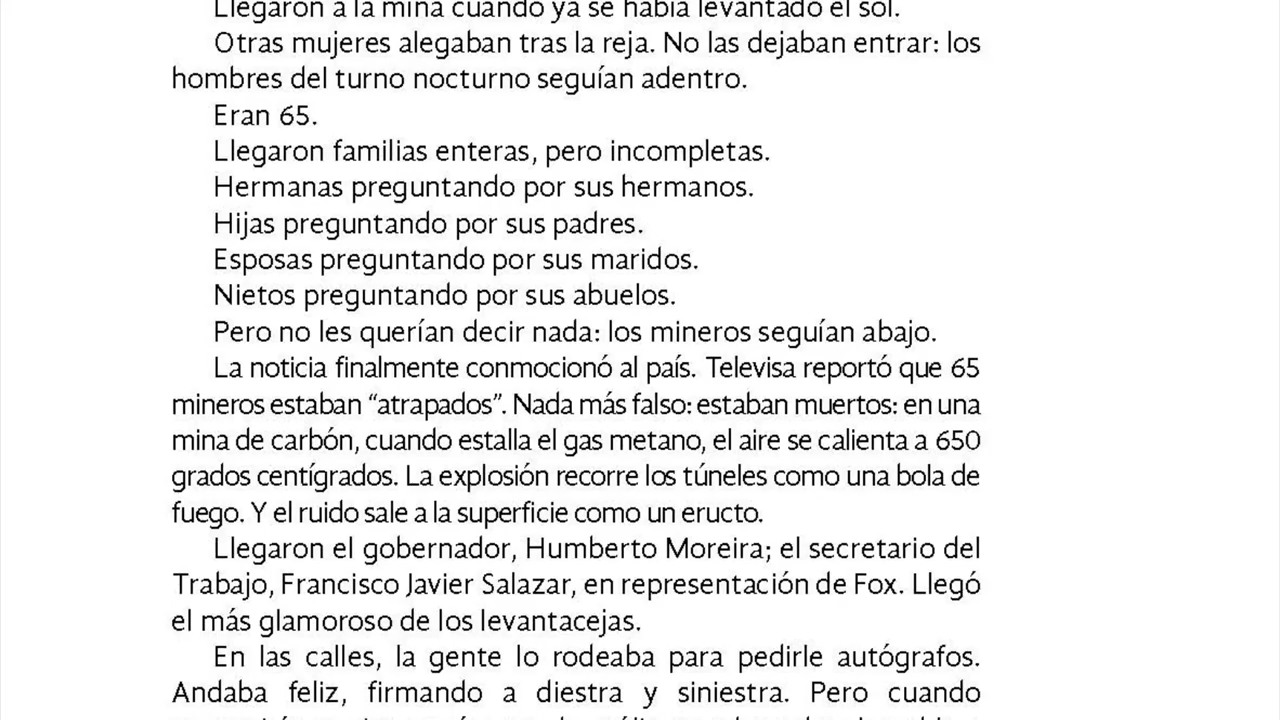 Llegaron a la mina cuando ya se había levantado el sol.
Otras mujeres alegaban tras la reja. No las dejaban entrar: los
hombres del turno nocturno seguían adentro.
Eran 65.
Llegaron familias enteras, pero incompletas.
Hermanas preguntando por sus hermanos.
Hijas preguntando por sus padres.
Esposas preguntando por sus maridos.
Nietos preguntando por sus abuelos.
Pero no les querían decir nada: los mineros seguían abajo.
La noticia finalmente conmocionó al país. Televisa reportó que 65
mineros estaban “atrapados”. Nada más falso: estaban muertos: en una
mina de carbón, cuando estalla el gas metano, el aire se calienta a 650
grados centígrados. La explosión recorre los túneles como una bola de
fuego. Y el ruido sale a la superficie como un eructo.
Llegaron el gobernador, Humberto Moreira; el secretario del
Trabajo, Francisco Javier Salazar, en representación de Fox. Llegó
el más glamoroso de los levantacejas.
En las calles, la gente lo rodeaba para pedirle autógrafos.
Andaba feliz, firmando a diestra y siniestra. Pero cuando